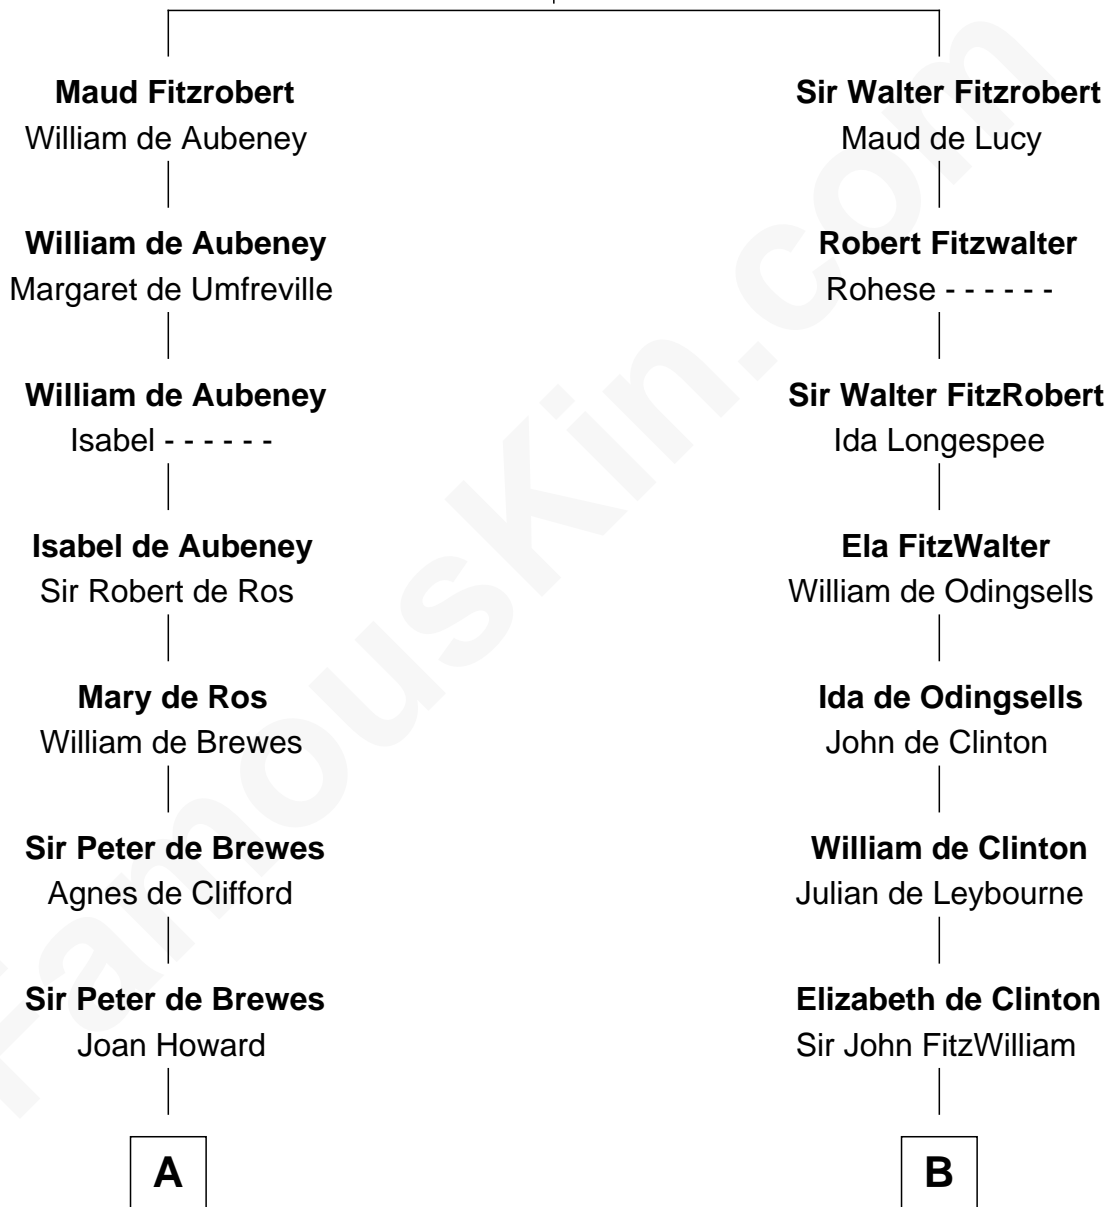 Maud Fitzrobert
William de Aubeney
William de Aubeney
Margaret de Umfreville
William de Aubeney
Isabel - - - - - -
Isabel de Aubeney
Sir Robert de Ros
Mary de Ros
William de Brewes
Sir Peter de Brewes
Agnes de Clifford
Sir Peter de Brewes
Joan Howard
A
Sir Walter Fitzrobert
Maud de Lucy
Robert Fitzwalter
Rohese - - - - - -
Sir Walter FitzRobert
Ida Longespee
Ela FitzWalter
William de Odingsells
Ida de Odingsells
John de Clinton
William de Clinton
Julian de Leybourne
Elizabeth de Clinton
Sir John FitzWilliam
B
FamousKin.com